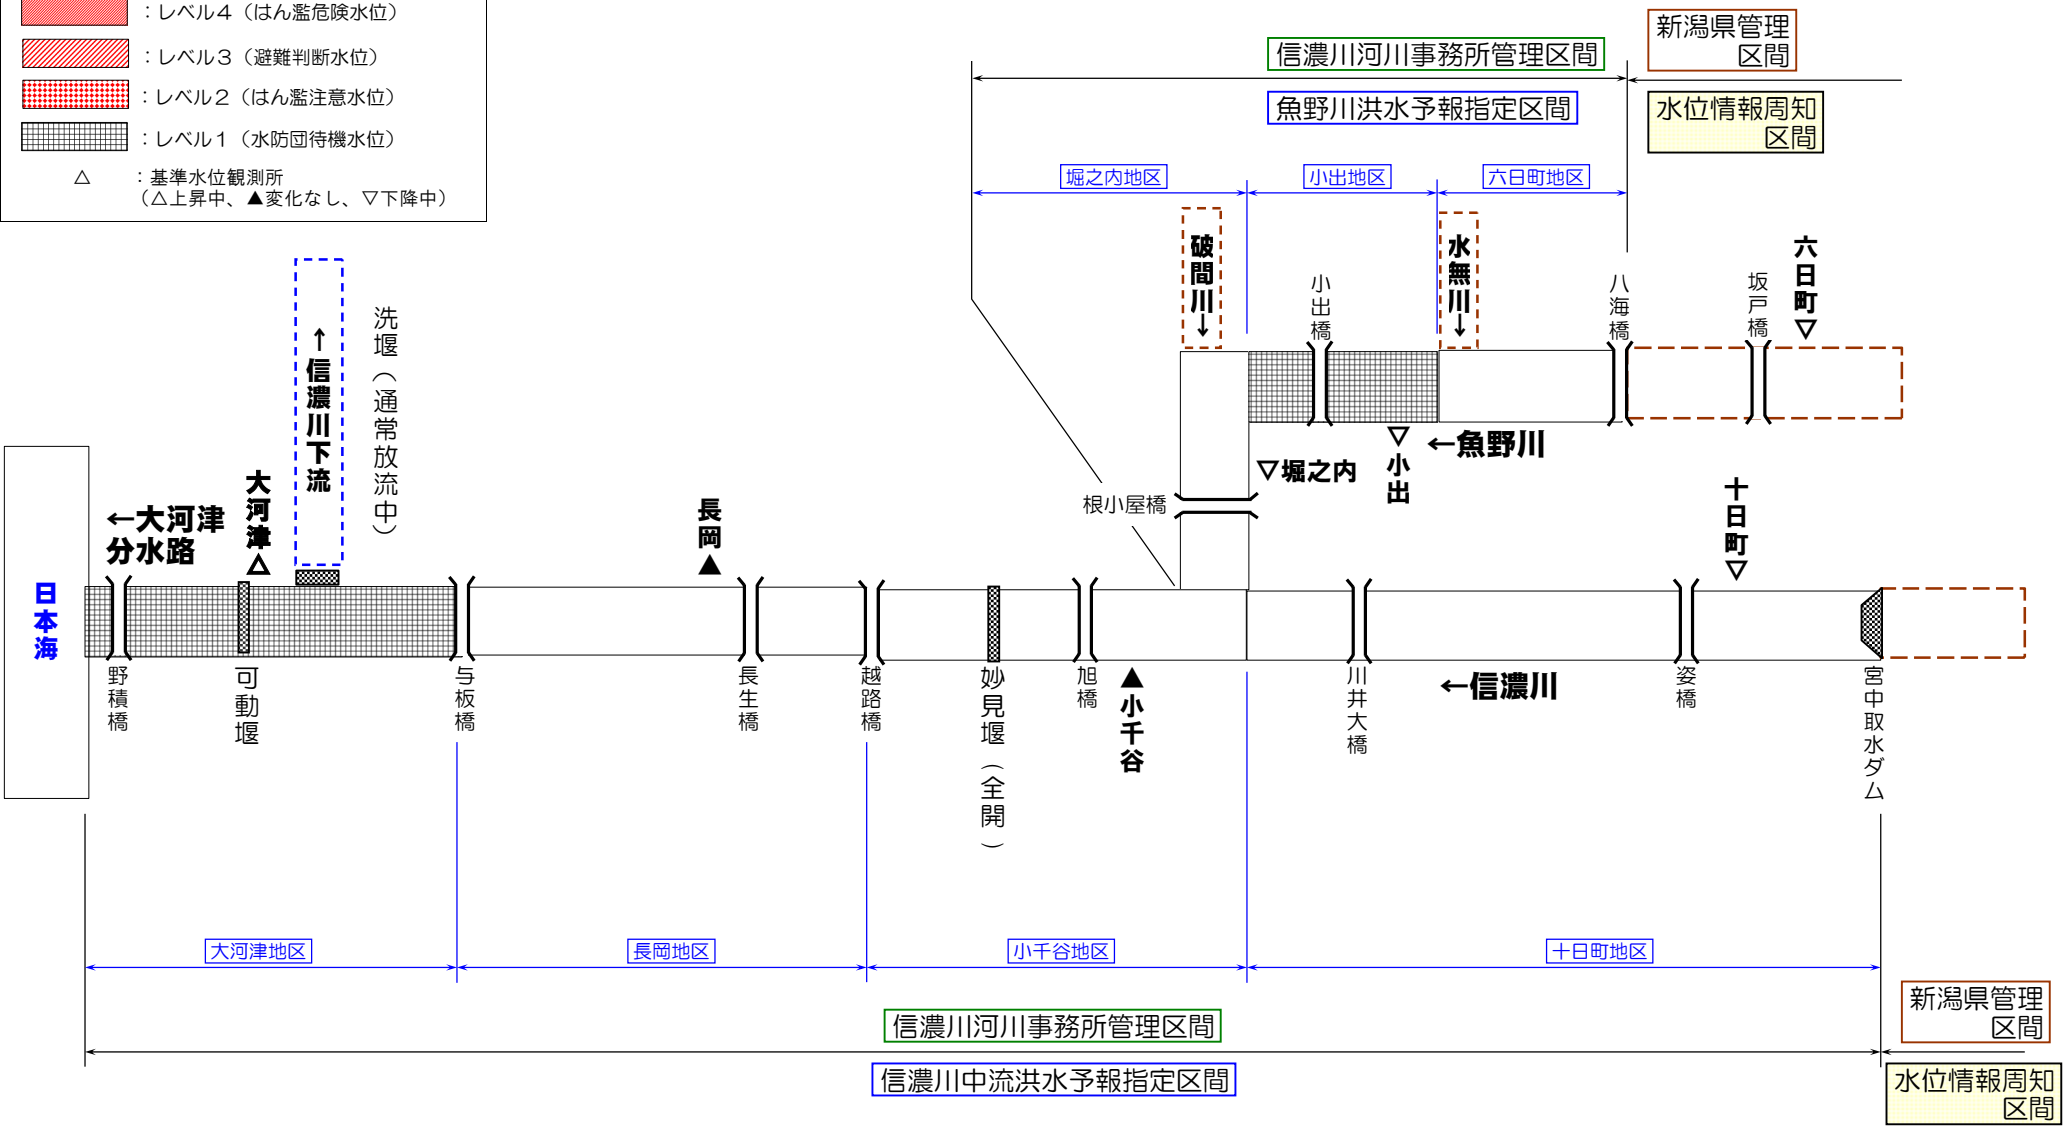 ：レベル４（はん濫危険水位）
：レベル３（避難判断水位）
：レベル２（はん濫注意水位）
：レベル１（水防団待機水位）
△ ：基準水位観測所
（△上昇中、▲変化なし、▽下降中）
信濃川河川事務所管理区間
魚野川洪水予報指定区間
新潟県管理
区間
水位情報周知
区間
堀之内地区
小出地区
六日町地区
破間川→
水無川→
小出橋
八海橋
坂戸橋
六日町▽
←信濃川下流
洗堰（通常放流中）
←魚野川
▽小出
▽堀之内
根小屋橋
十日町▽
長岡▲
大河津△
←大河津
分水路
日本海
野積橋
可動堰
与板橋
長生橋
越路橋
妙見堰（全開）
旭橋
▲小千谷
川井大橋
←信濃川
姿橋
宮中取水ダム
大河津地区
長岡地区
小千谷地区
十日町地区
信濃川河川事務所管理区間
信濃川中流洪水予報指定区間
新潟県管理
区間
水位情報周知
区間